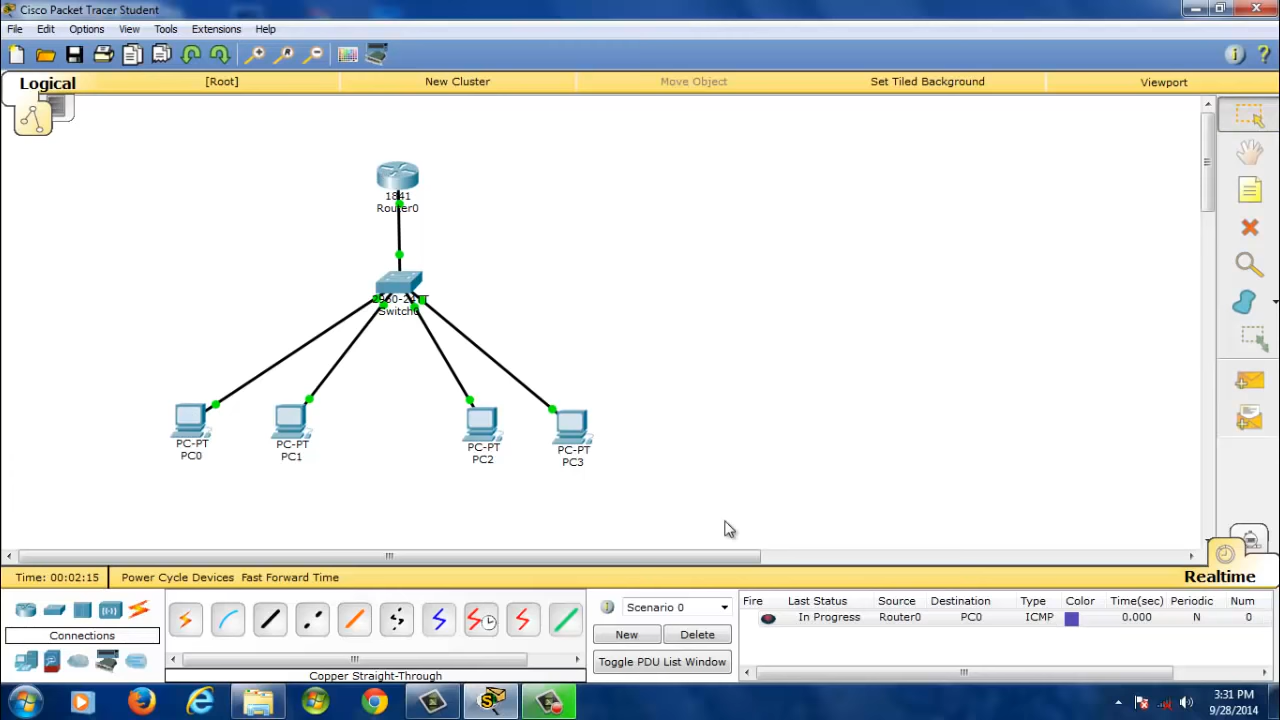 Cisco Packet Tracer Student
File Edit Options View Tools Extensions Help
Logical [Root] New Cluster Move Object Set Tiled Background Viewport
1841
Router0
2960-24TT
Switch0
PC-PT
PC0
PC-PT
PC1
PC-PT
PC2
PC-PT
PC3
Time: 00:02:15 Power Cycle Devices Fast Forward Time
Realtime
Connections
Copper Straight-Through
Scenario 0
New Delete
Toggle PDU List Window
Fire Last Status Source Destination Type Color Time(sec) Periodic Num
In Progress Router0 PC0 ICMP 0.000 N 0
3:31 PM
9/28/2014